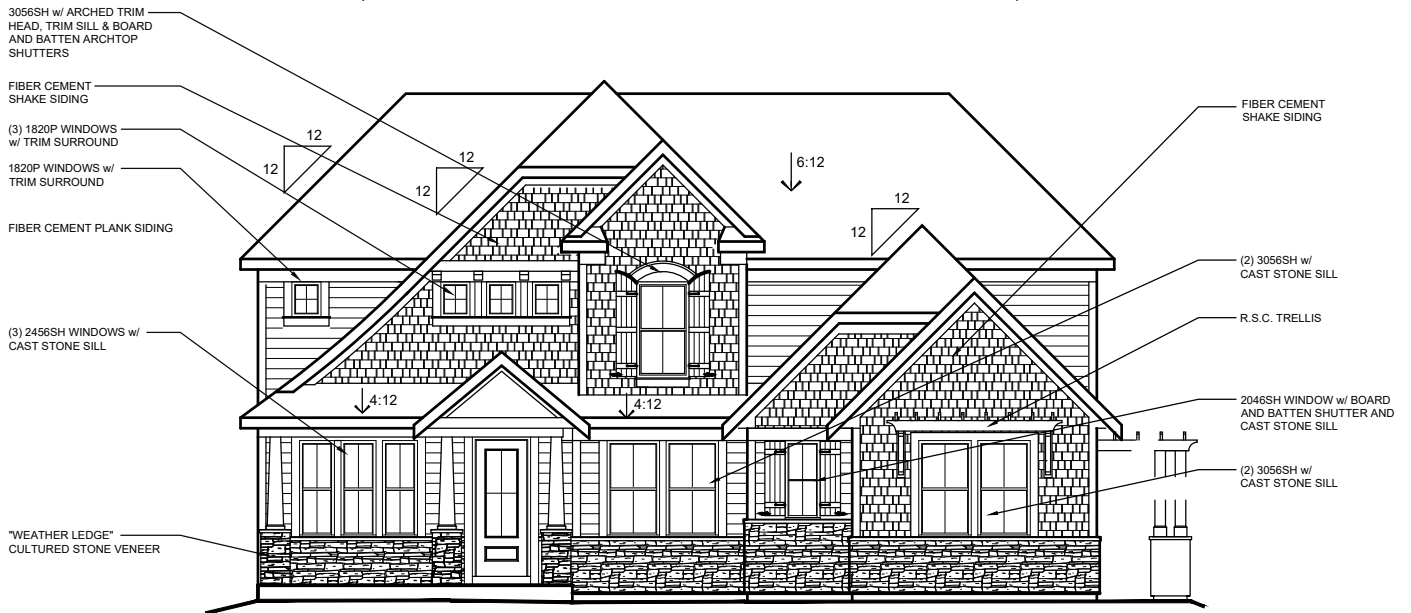 3056SH w/ ARCHED TRIM
HEAD, TRIM SILL & BOARD
AND BATTEN ARCHTOP
SHUTTERS
FIBER CEMENT
SHAKE SIDING
(3) 1820P WINDOWS
w/ TRIM SURROUND
1820P WINDOWS w/
TRIM SURROUND
FIBER CEMENT PLANK SIDING
(3) 2456SH WINDOWS w/
CAST STONE SILL
"WEATHER LEDGE"
CULTURED STONE VENEER
12
12
12
12
6:12
12
12
4:12
4:12
FIBER CEMENT
SHAKE SIDING
(2) 3056SH w/
CAST STONE SILL
R.S.C. TRELLIS
2046SH WINDOW w/ BOARD
AND BATTEN SHUTTER AND
CAST STONE SILL
(2) 3056SH w/
CAST STONE SILL